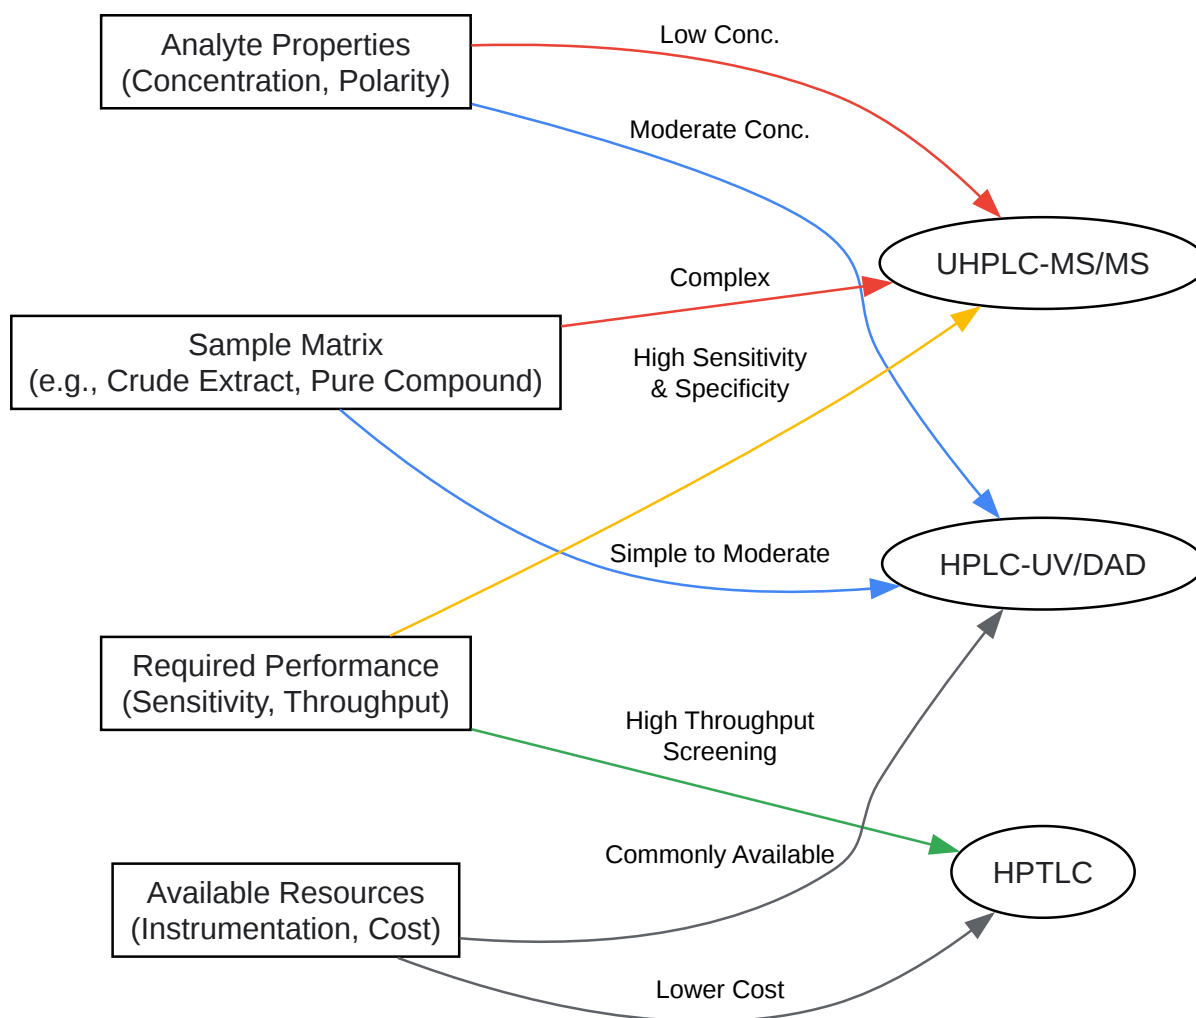 Analyte Properties
(Concentration, Polarity)
Low Conc.
Moderate Conc.
UHPLC-MS/MS
Complex
Sample Matrix
(e.g., Crude Extract, Pure Compound)
High Sensitivity
& Specificity
Simple to Moderate
HPLC-UV/DAD
Required Performance
(Sensitivity, Throughput)
High Throughput
Screening
Commonly Available
HPTLC
Available Resources
(Instrumentation, Cost)
Lower Cost